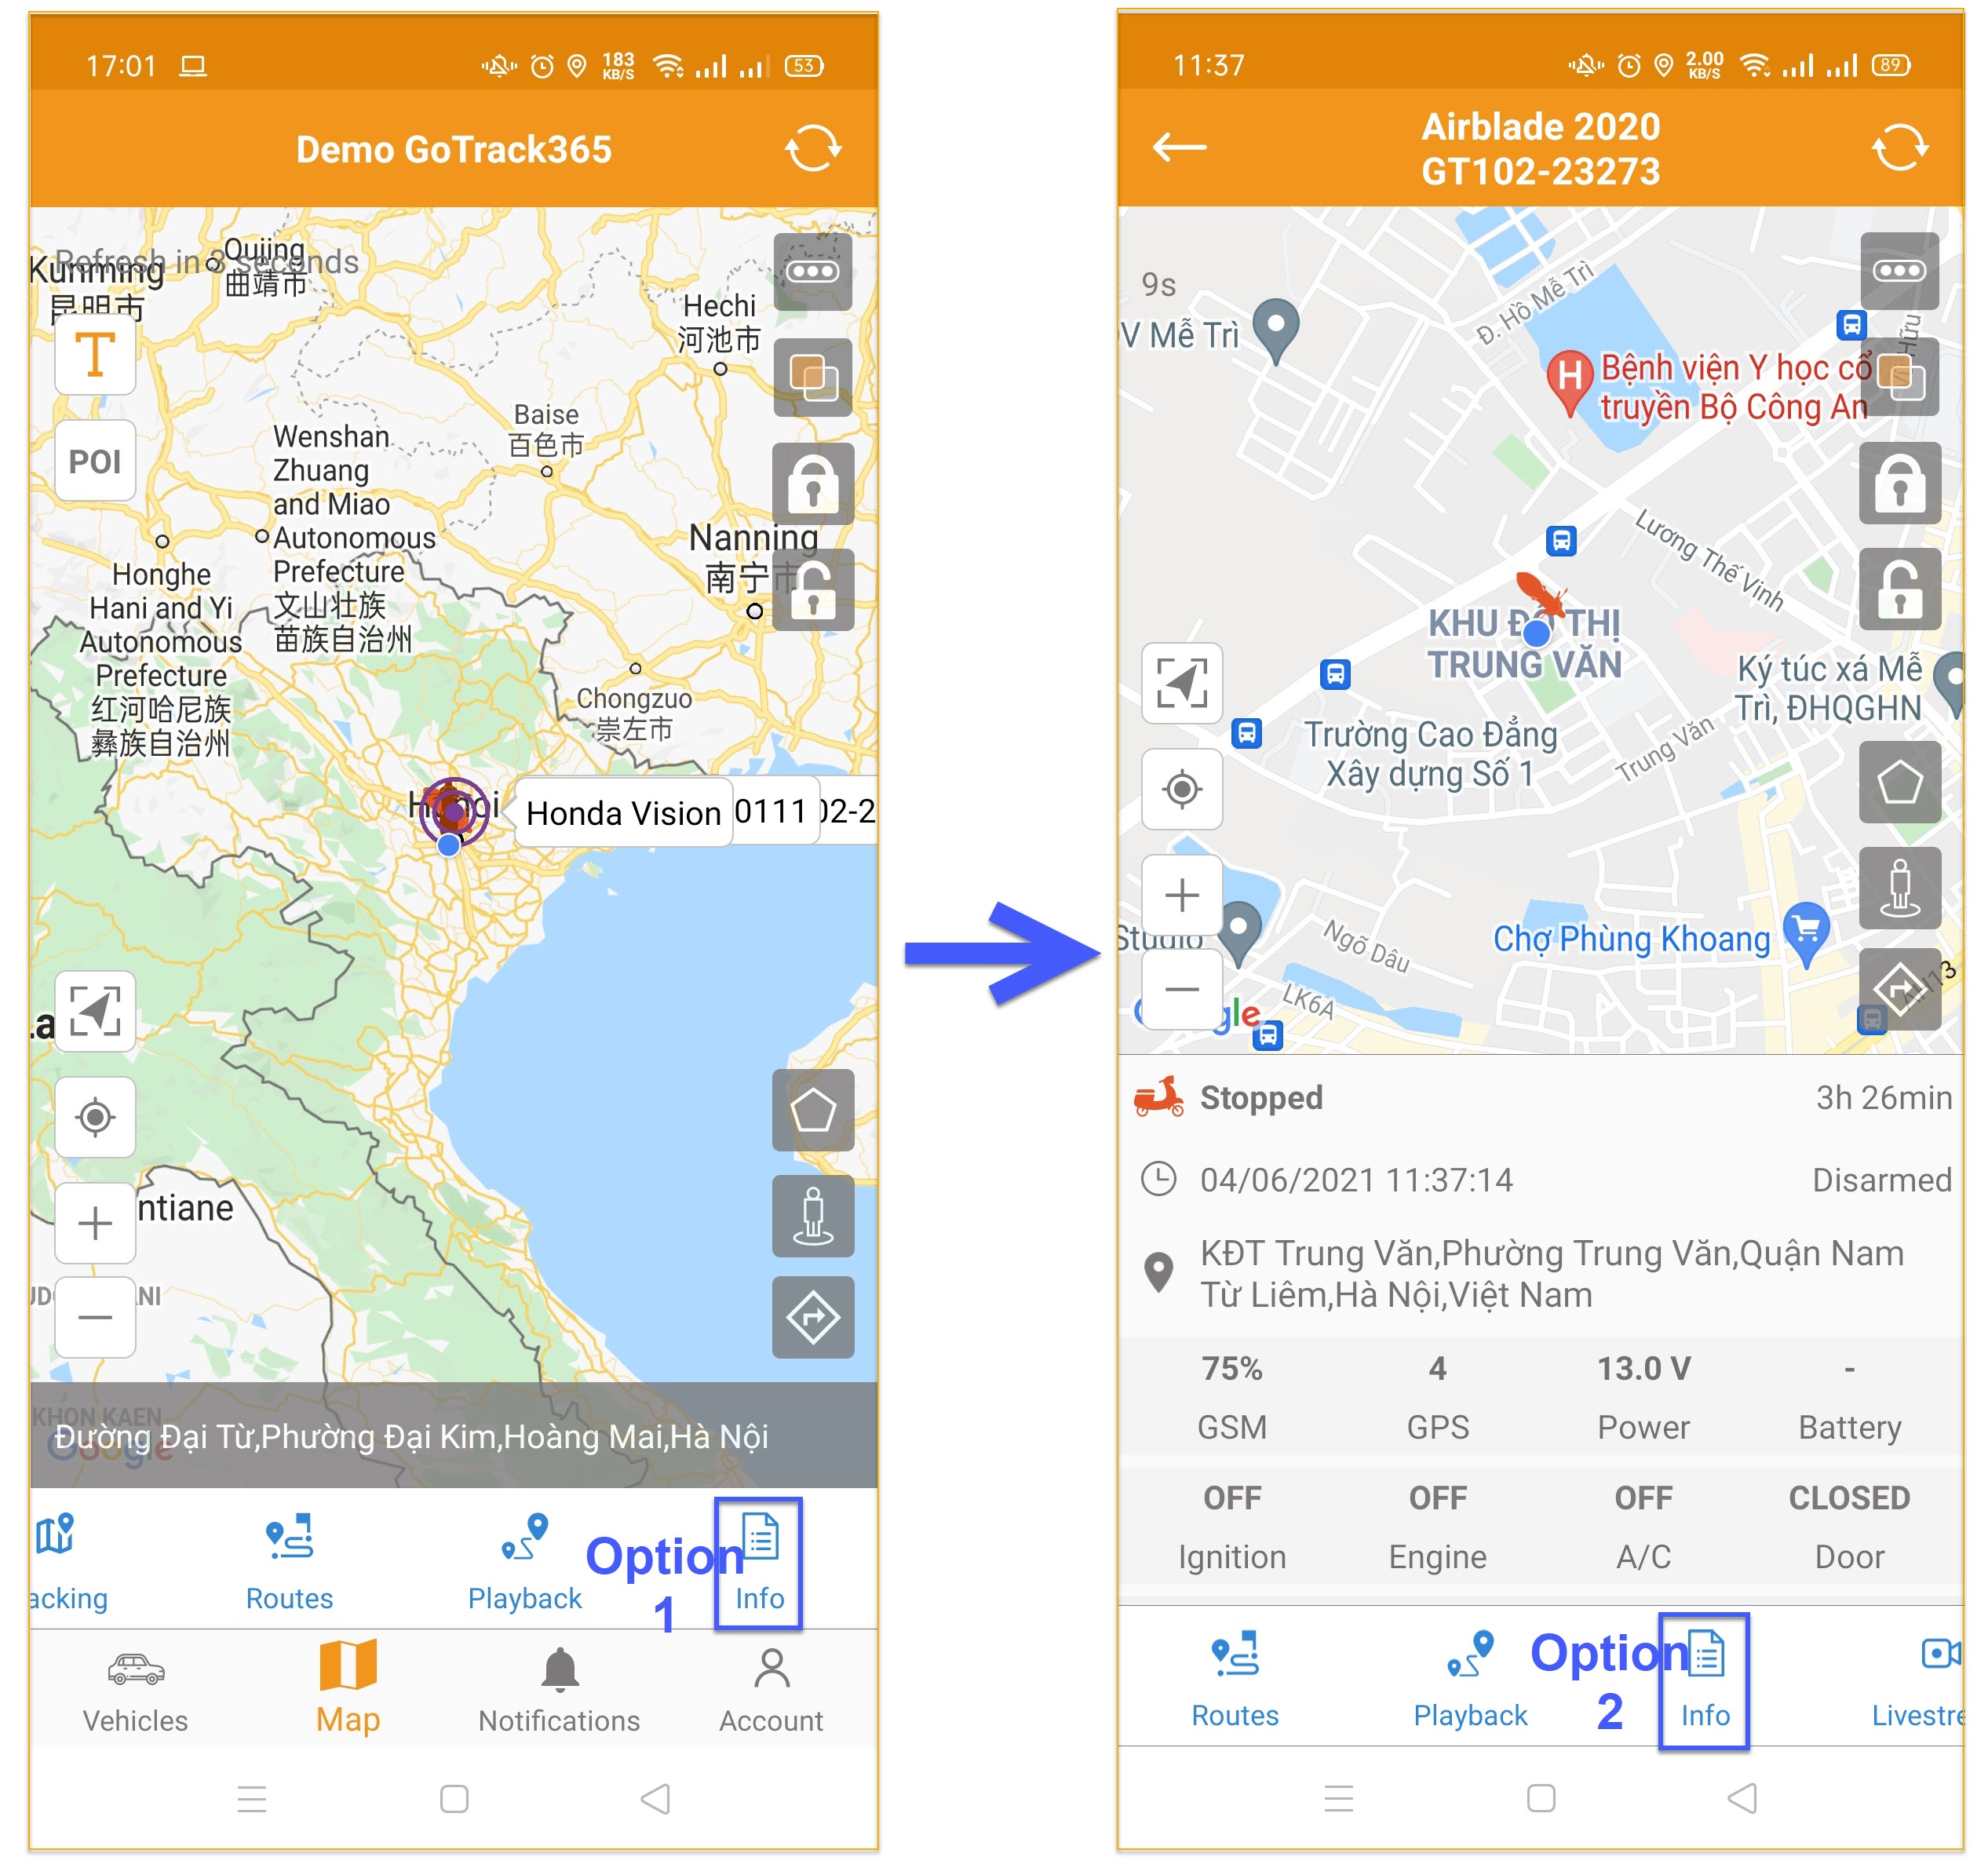 17:01
183
KB/S
53
Demo GoTrack365
Refresh in 3 seconds
Qujing
曲靖市
Kunming
昆明市
T
POI
Hechi
河池市
Baise
百色市
Wenshan
Zhuang
and Miao
Autonomous
Prefecture
文山壮族
苗族自治州
Nanning
南宁市
Honghe
Hani and Yi
Autonomous
Prefecture
红河哈尼族
彝族自治州
Chongzuo
崇左市
Hanoi
Honda Vision
0111
02-2
ntiane
KHON KAEN
Google
Đường Đại Từ,Phường Đại Kim,Hoàng Mai,Hà Nội
acking
Routes
Playback
Info
Option
1
Vehicles
Map
Notifications
Account
11:37
2.00
KB/S
89
Airblade 2020
GT102-23273
9s
V Mễ Trì
Đ. Hồ Mễ Trì
Hữu
H
Bệnh viện Y học cổ
truyền Bộ Công An
Lương Thế Vinh
KHU ĐÔ THỊ
TRUNG VĂN
Ký túc xá Mễ
Trì, ĐHQGHN
Trường Cao Đẳng
Xây dựng Số 1
Trung Văn
Studio
Ngõ Dâu
Chợ Phùng Khoang
LK6A
gle
Stopped
3h 26min
04/06/2021 11:37:14
Disarmed
KĐT Trung Văn,Phường Trung Văn,Quận Nam
Từ Liêm,Hà Nội,Việt Nam
75%
4
13.0 V
-
GSM
GPS
Power
Battery
OFF
OFF
OFF
CLOSED
Ignition
Engine
A/C
Door
Routes
Playback
Info
Livestre
Option
2